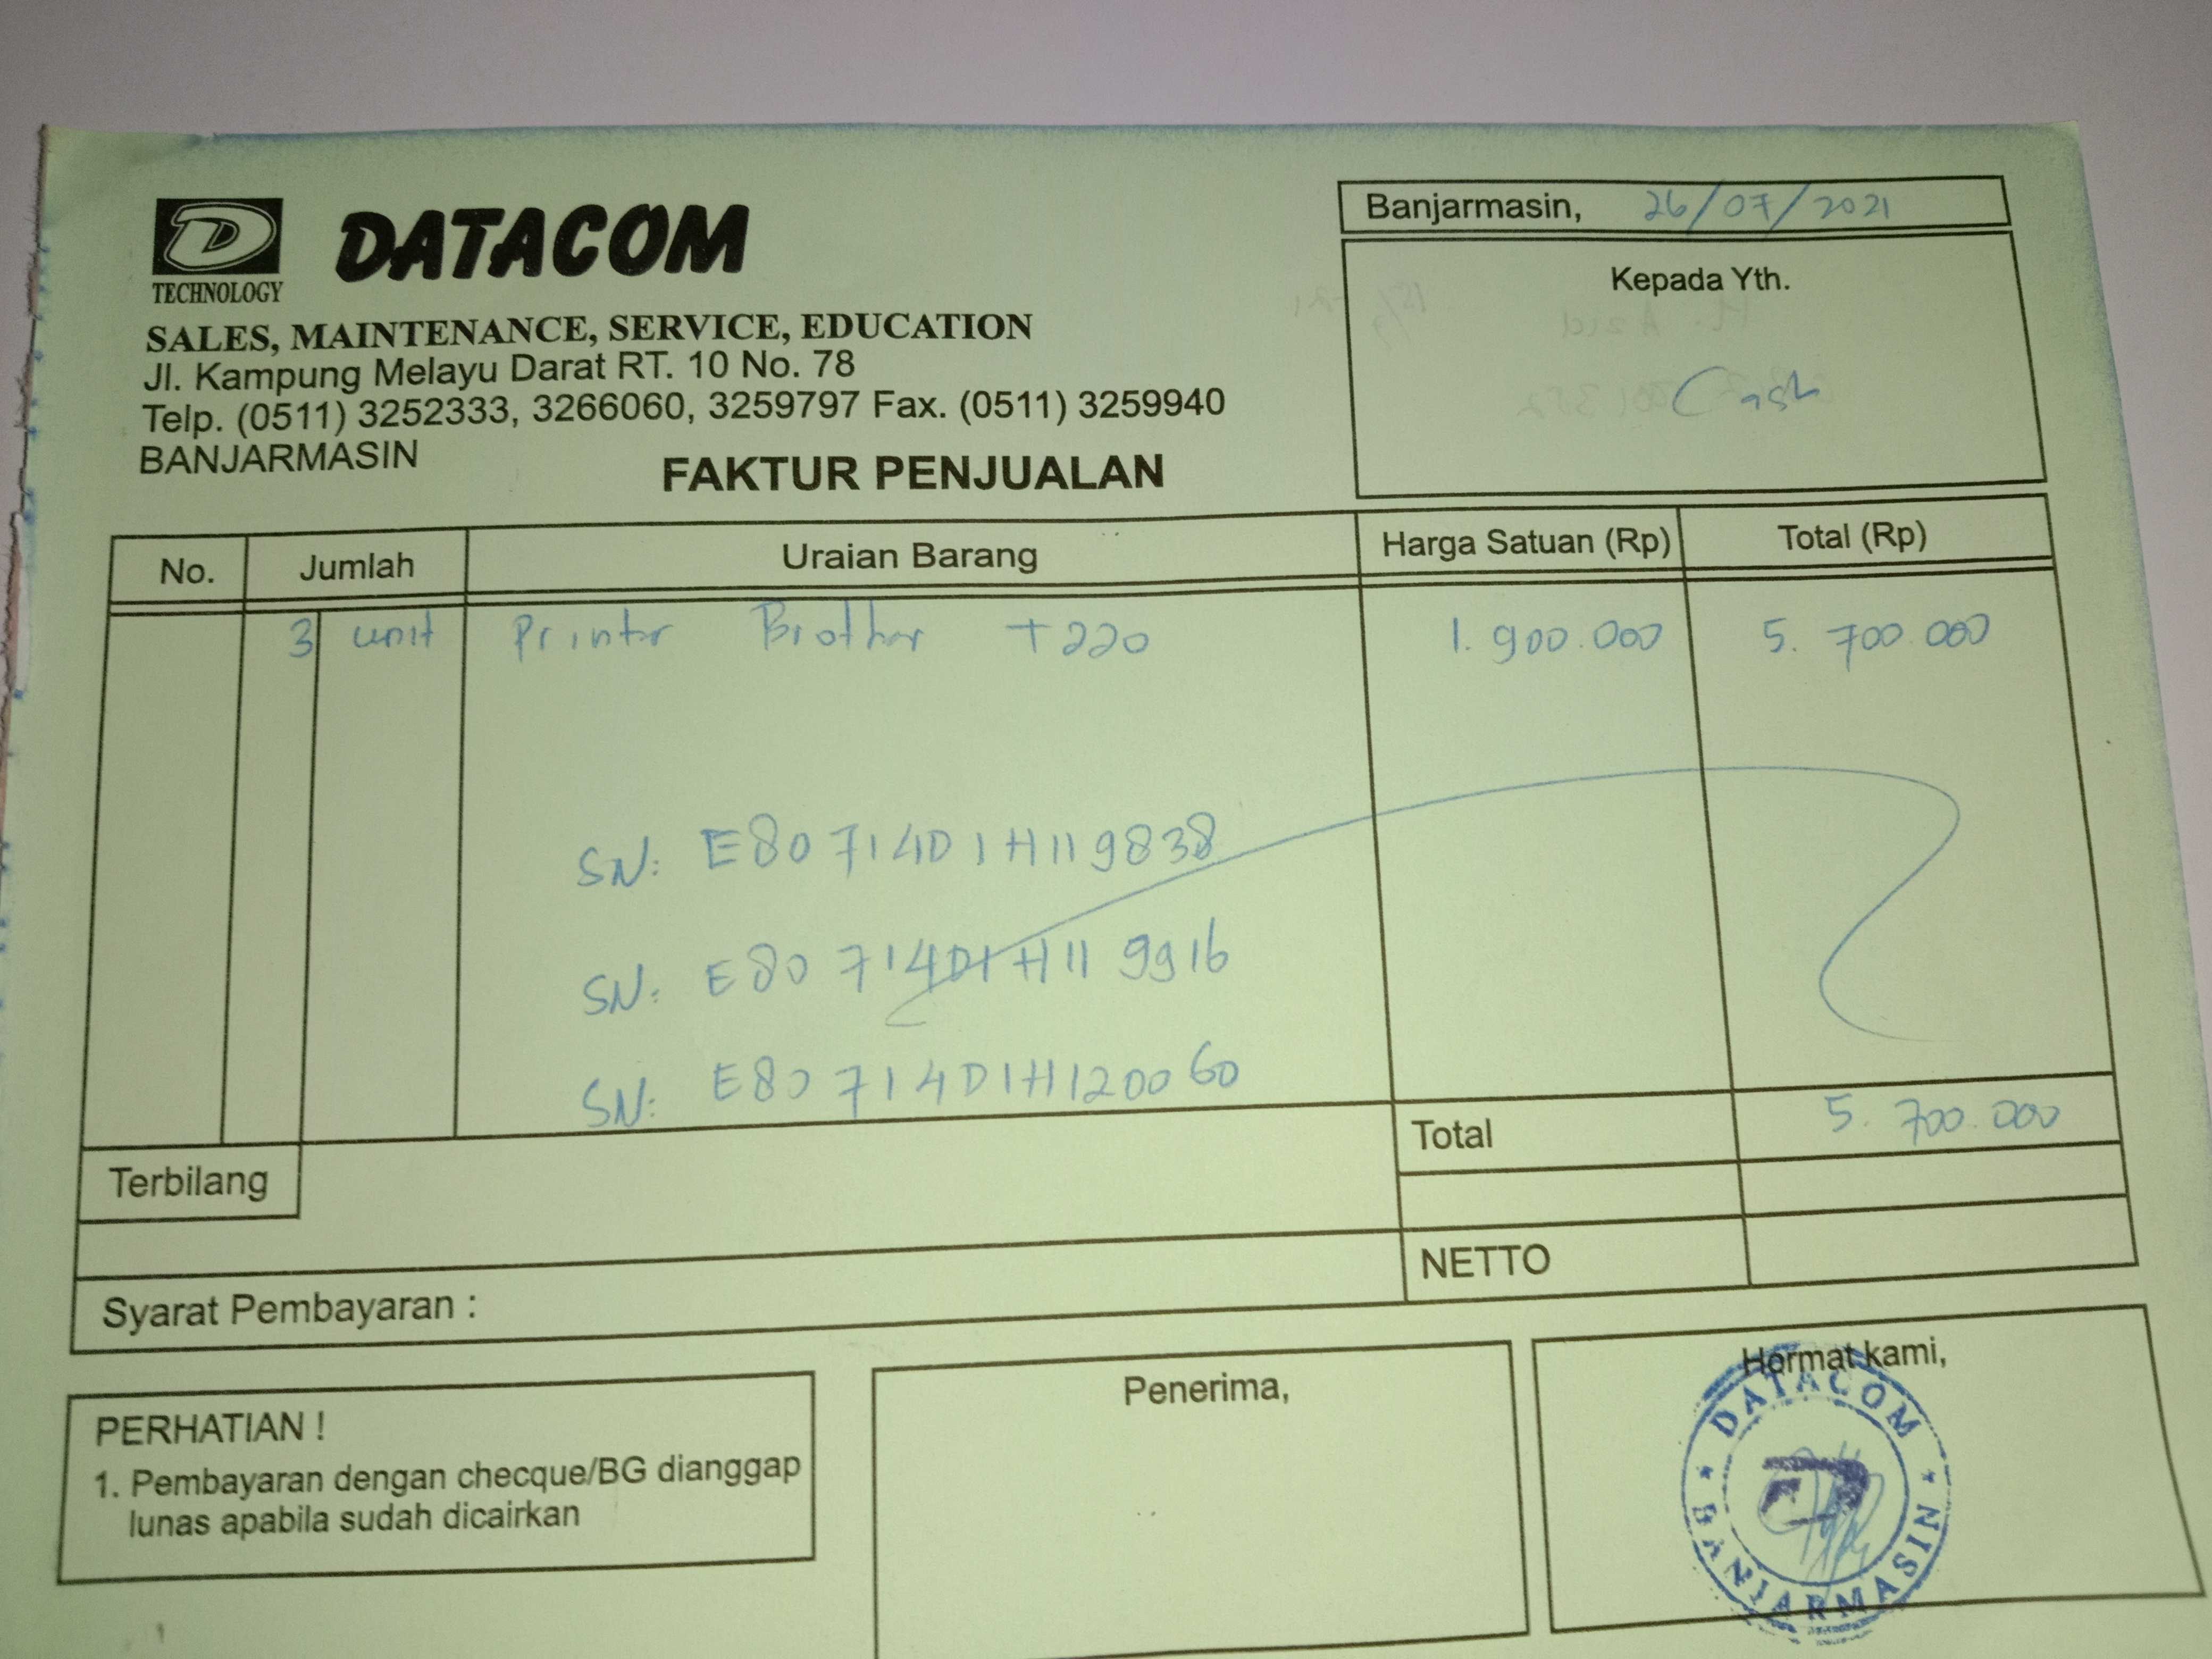 D
TECHNOLOGY
DATACOM
SALES, MAINTENANCE, SERVICE, EDUCATION
Jl. Kampung Melayu Darat RT. 10 No. 78
Telp. (0511) 3252333, 3266060, 3259797 Fax. (0511) 3259940
BANJARMASIN
FAKTUR PENJUALAN
Banjarmasin, 26/07/2021
Kepada Yth.
Cash
No. Jumlah Uraian Barang Harga Satuan (Rp) Total (Rp)
3 unit Printer Brother T220 1.900.000 5.700.000
SN: E80714D1H119838
SN: E80714D1H119916
SN: E80714D1H120060
Total 5.700.000
Terbilang
NETTO
Syarat Pembayaran :
PERHATIAN !
1. Pembayaran dengan checque/BG dianggap
lunas apabila sudah dicairkan
Penerima,
Hormat kami,
DATACOM
BANJARMASIN